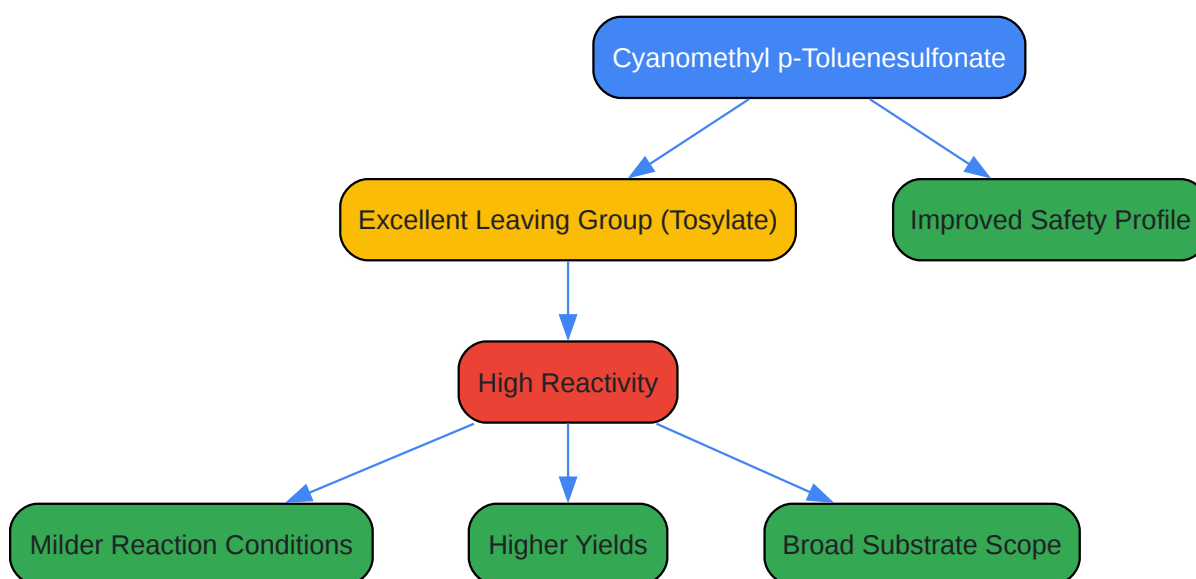 Cyanomethyl p-Toluenesulfonate
Excellent Leaving Group (Tosylate)
Improved Safety Profile
High Reactivity
Milder Reaction Conditions
Higher Yields
Broad Substrate Scope